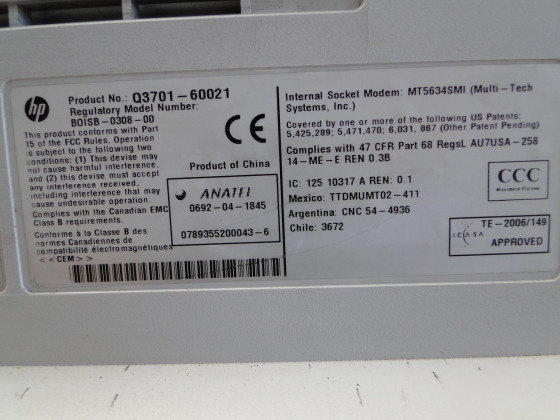 hp
Product No.: Q3701-60021
Regulatory Model Number:
BOISB-0308-00
This product conforms with Part
15 of the FCC Rules. Operation
is subject to the following two
conditions: (1) This device may
not cause harmful interference,
and (2) this device must accept
any interference received,
including interference that may
cause undesirable operation.
Complies with the Canadian EMC
Class B requirements.
Conforme à la Classe B des
normes Canadiennes de
compatibilité électromagnétiques
<<CEM>>
CE
Product of China
ANATEL
0692-04-1845
0789355200043-6
Internal Socket Modem: MT5634SMI (Multi-Tech
Systems, Inc.)
Covered by one or more of the following US Patents:
5,425,289; 5,471,470; 6,031, 867 (Other Patent Pending)
Complies with 47 CFR Part 68 RegsL AU7USA-258
14-ME-E REN 0.3B
IC: 125 10317 A REN: 0.1
Mexico: TTDMUMT02-411
Argentina: CNC 54-4936
Chile: 3672
CCC
TE-2006/149
ICASA
APPROVED